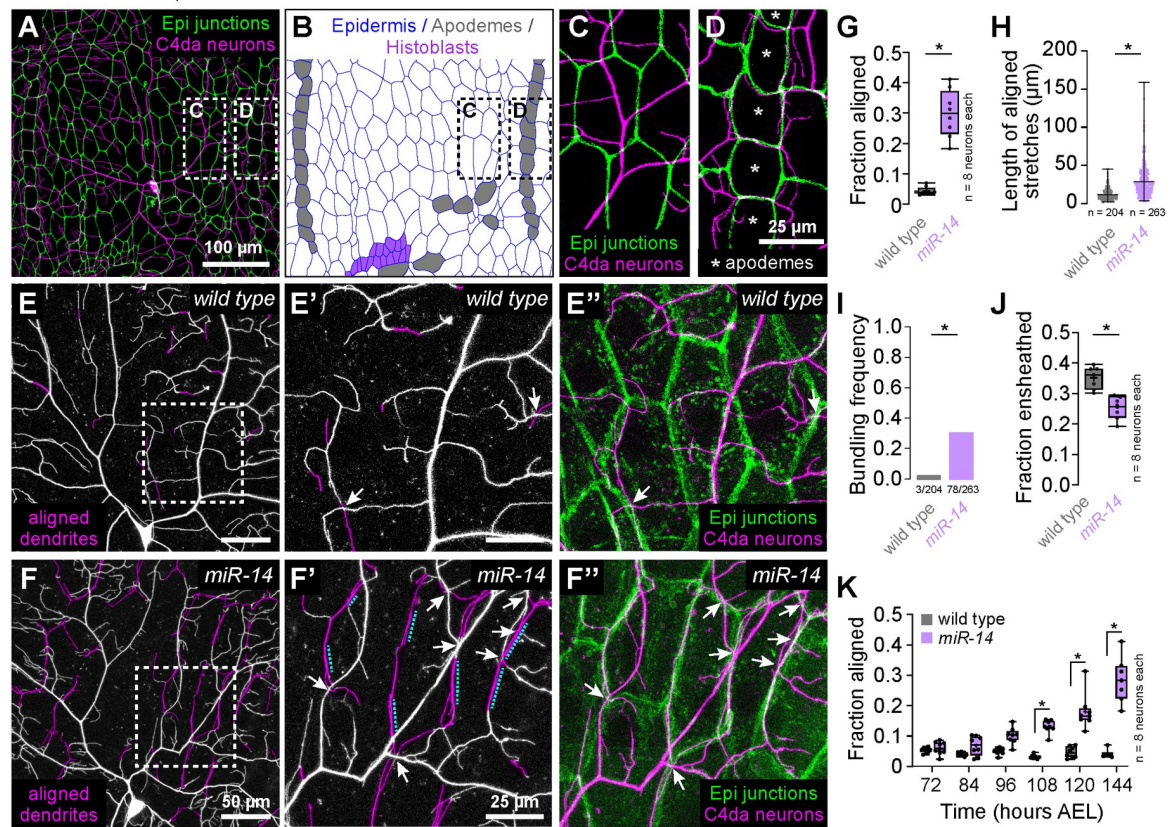 A
Epi junctions
C4da neurons
C
D
100 µm
B
Epidermis / Apodemes /
Histoblasts
C
D
C
Epi junctions
C4da neurons
D
*
*
*
*
*
25 µm
* apodemes
G
Fraction aligned
0.5
0.4
0.3
0.2
0.1
0
*
wild type
miR-14
n = 8 neurons each
H
Length of aligned
stretches (µm)
200
150
100
50
0
*
n = 204
n = 263
wild type
miR-14
E
wild type
aligned
dendrites
E'
wild type
E''
wild type
Epi junctions
C4da neurons
I
Bundling frequency
1.0
0.8
0.6
0.4
0.2
0.0
*
3/204
78/263
wild type
miR-14
J
Fraction ensheathed
0.5
0.4
0.3
0.2
0.1
0.0
*
wild type
miR-14
n = 8 neurons each
F
miR-14
aligned
dendrites
50 µm
F'
miR-14
25 µm
F''
miR-14
Epi junctions
C4da neurons
K
Fraction aligned
0.5
0.4
0.3
0.2
0.1
0
wild type
miR-14
*
*
*
72
84
96
108
120
144
Time (hours AEL)
n = 8 neurons each